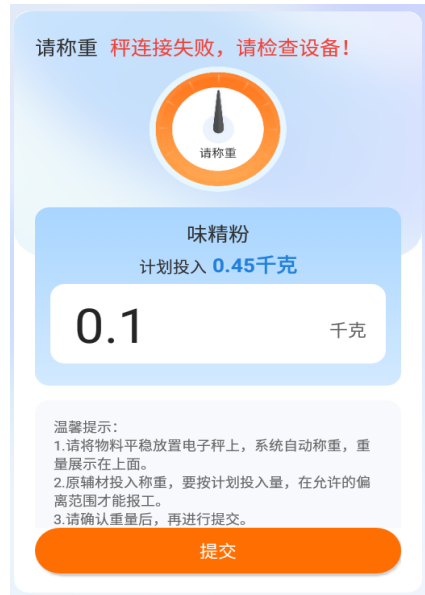 请称重 秤连接失败，请检查设备！
请称重
味精粉
计划投入 0.45千克
0.1 千克
温馨提示：
1.请将物料平稳放置电子秤上，系统自动称重，重
量展示在上面。
2.原辅材投入称重，要按计划投入量，在允许的偏
离范围才能报工。
3.请确认重量后，再进行提交。
提交